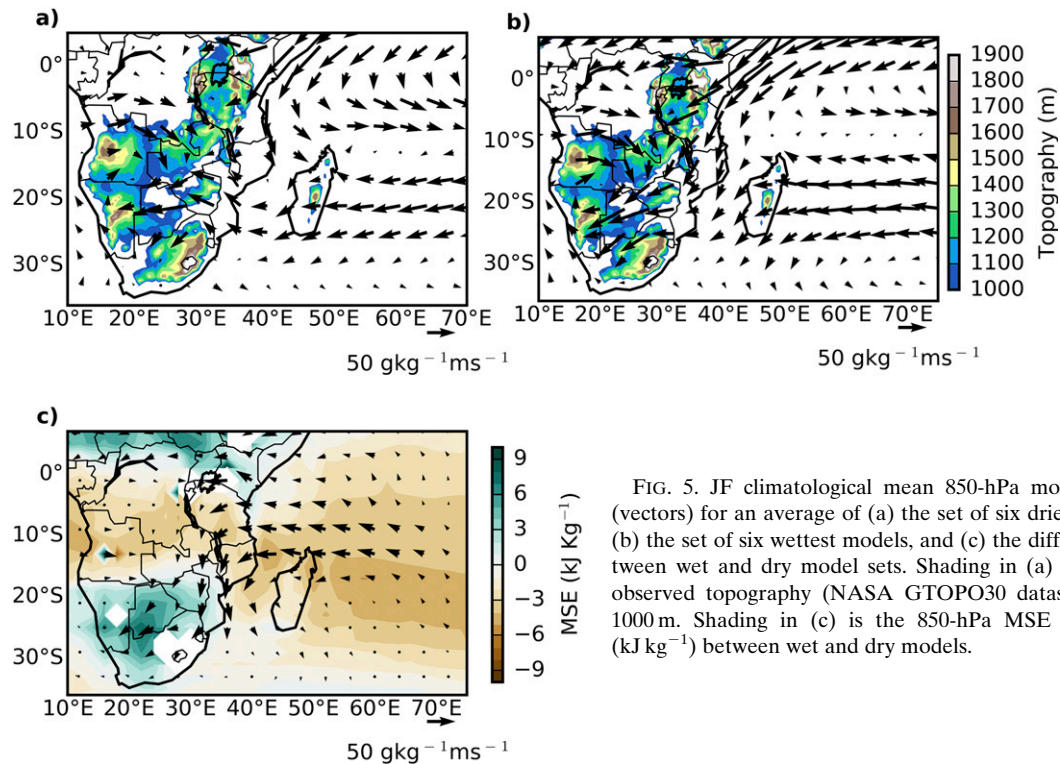 a)
b)
0°
10°S
20°S
30°S
10°E 20°E 30°E 40°E 50°E 60°E 70°E
50 gkg⁻¹ms⁻¹
0°
10°S
20°S
30°S
10°E 20°E 30°E 40°E 50°E 60°E 70°E
50 gkg⁻¹ms⁻¹
1900
1800
1700
1600
1500
1400
1300
1200
1100
1000
Topography (m)
c)
0°
10°S
20°S
30°S
10°E 20°E 30°E 40°E 50°E 60°E 70°E
50 gkg⁻¹ms⁻¹
9
6
3
0
−3
−6
−9
MSE (kJ Kg⁻¹)
FIG. 5. JF climatological mean 850-hPa mo
(vectors) for an average of (a) the set of six drie
(b) the set of six wettest models, and (c) the diff
tween wet and dry model sets. Shading in (a)
observed topography (NASA GTOPO30 datas
1000 m. Shading in (c) is the 850-hPa MSE
(kJ kg⁻¹) between wet and dry models.